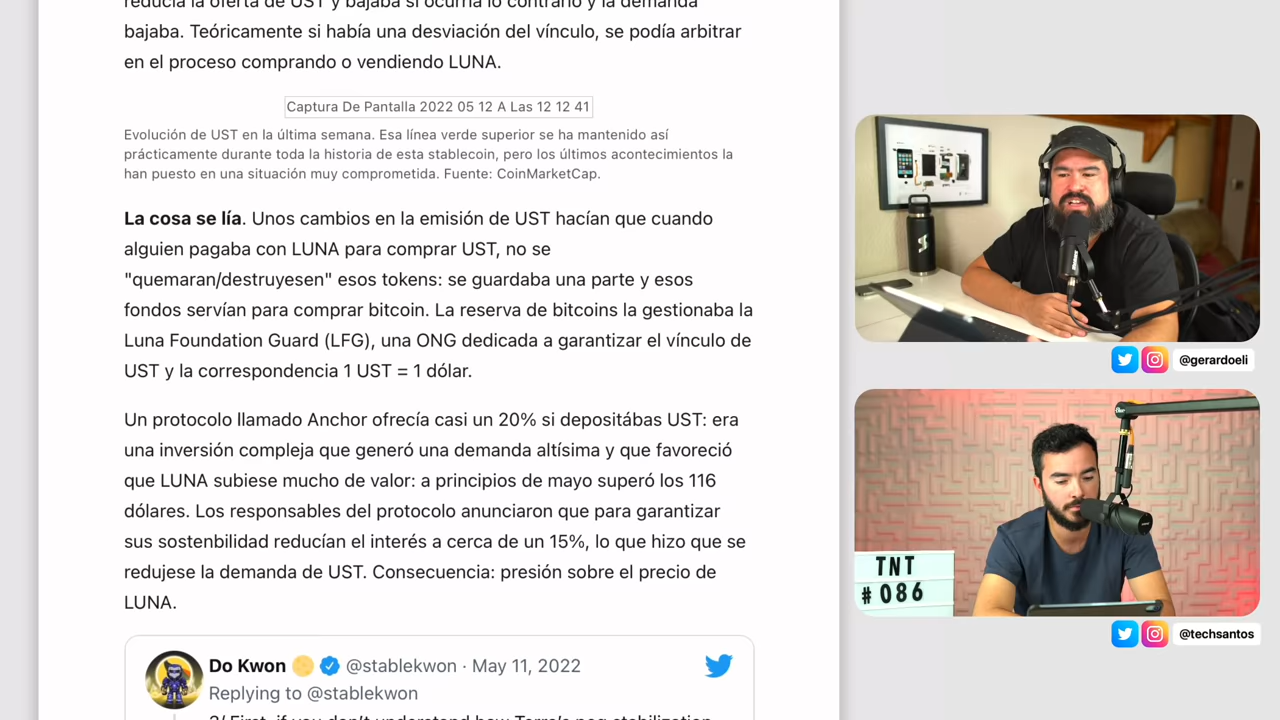 reducía la oferta de UST y bajaba si ocurría lo contrario y la demanda
bajaba. Teóricamente si había una desviación del vínculo, se podía arbitrar
en el proceso comprando o vendiendo LUNA.
Captura De Pantalla 2022 05 12 A Las 12 12 41
Evolución de UST en la última semana. Esa línea verde superior se ha mantenido así
prácticamente durante toda la historia de esta stablecoin, pero los últimos acontecimientos la
han puesto en una situación muy comprometida. Fuente: CoinMarketCap.
La cosa se lía. Unos cambios en la emisión de UST hacían que cuando
alguien pagaba con LUNA para comprar UST, no se
"quemaran/destruyesen" esos tokens: se guardaba una parte y esos
fondos servían para comprar bitcoin. La reserva de bitcoins la gestionaba la
Luna Foundation Guard (LFG), una ONG dedicada a garantizar el vínculo de
UST y la correspondencia 1 UST = 1 dólar.
Un protocolo llamado Anchor ofrecía casi un 20% si depositábas UST: era
una inversión compleja que generó una demanda altísima y que favoreció
que LUNA subiese mucho de valor: a principios de mayo superó los 116
dólares. Los responsables del protocolo anunciaron que para garantizar
sus sostenbilidad reducían el interés a cerca de un 15%, lo que hizo que se
redujese la demanda de UST. Consecuencia: presión sobre el precio de
LUNA.
Do Kwon @stablekwon · May 11, 2022
Replying to @stablekwon
2/ First, if you don't understand how Terra's peg stabilization
@gerardoeli
TNT
#086
@techsantos